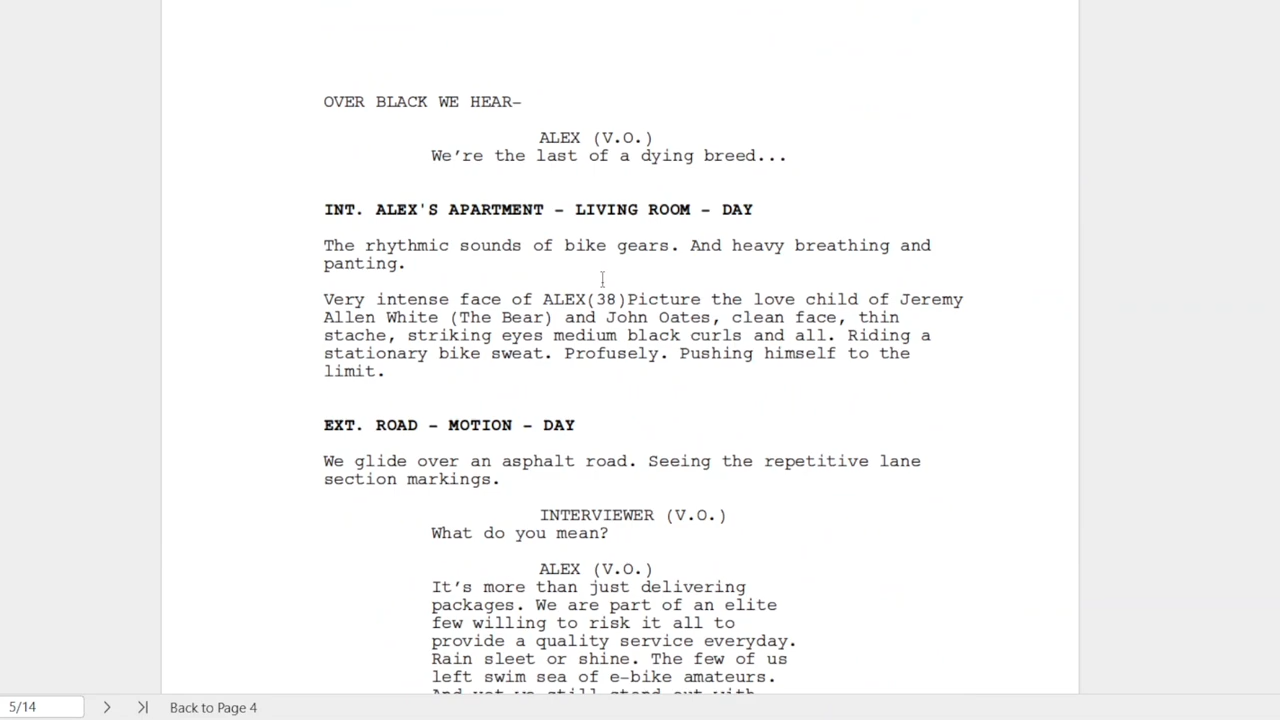 OVER BLACK WE HEAR–
ALEX (V.O.)
We're the last of a dying breed...
INT. ALEX'S APARTMENT – LIVING ROOM – DAY
The rhythmic sounds of bike gears. And heavy breathing and
panting.
Very intense face of ALEX(38)Picture the love child of Jeremy
Allen White (The Bear) and John Oates, clean face, thin
stache, striking eyes medium black curls and all. Riding a
stationary bike sweat. Profusely. Pushing himself to the
limit.
EXT. ROAD – MOTION – DAY
We glide over an asphalt road. Seeing the repetitive lane
section markings.
INTERVIEWER (V.O.)
What do you mean?
ALEX (V.O.)
It's more than just delivering
packages. We are part of an elite
few willing to risk it all to
provide a quality service everyday.
Rain sleet or shine. The few of us
left swim sea of e-bike amateurs.
And yet we still stand out with
5/14
Back to Page 4